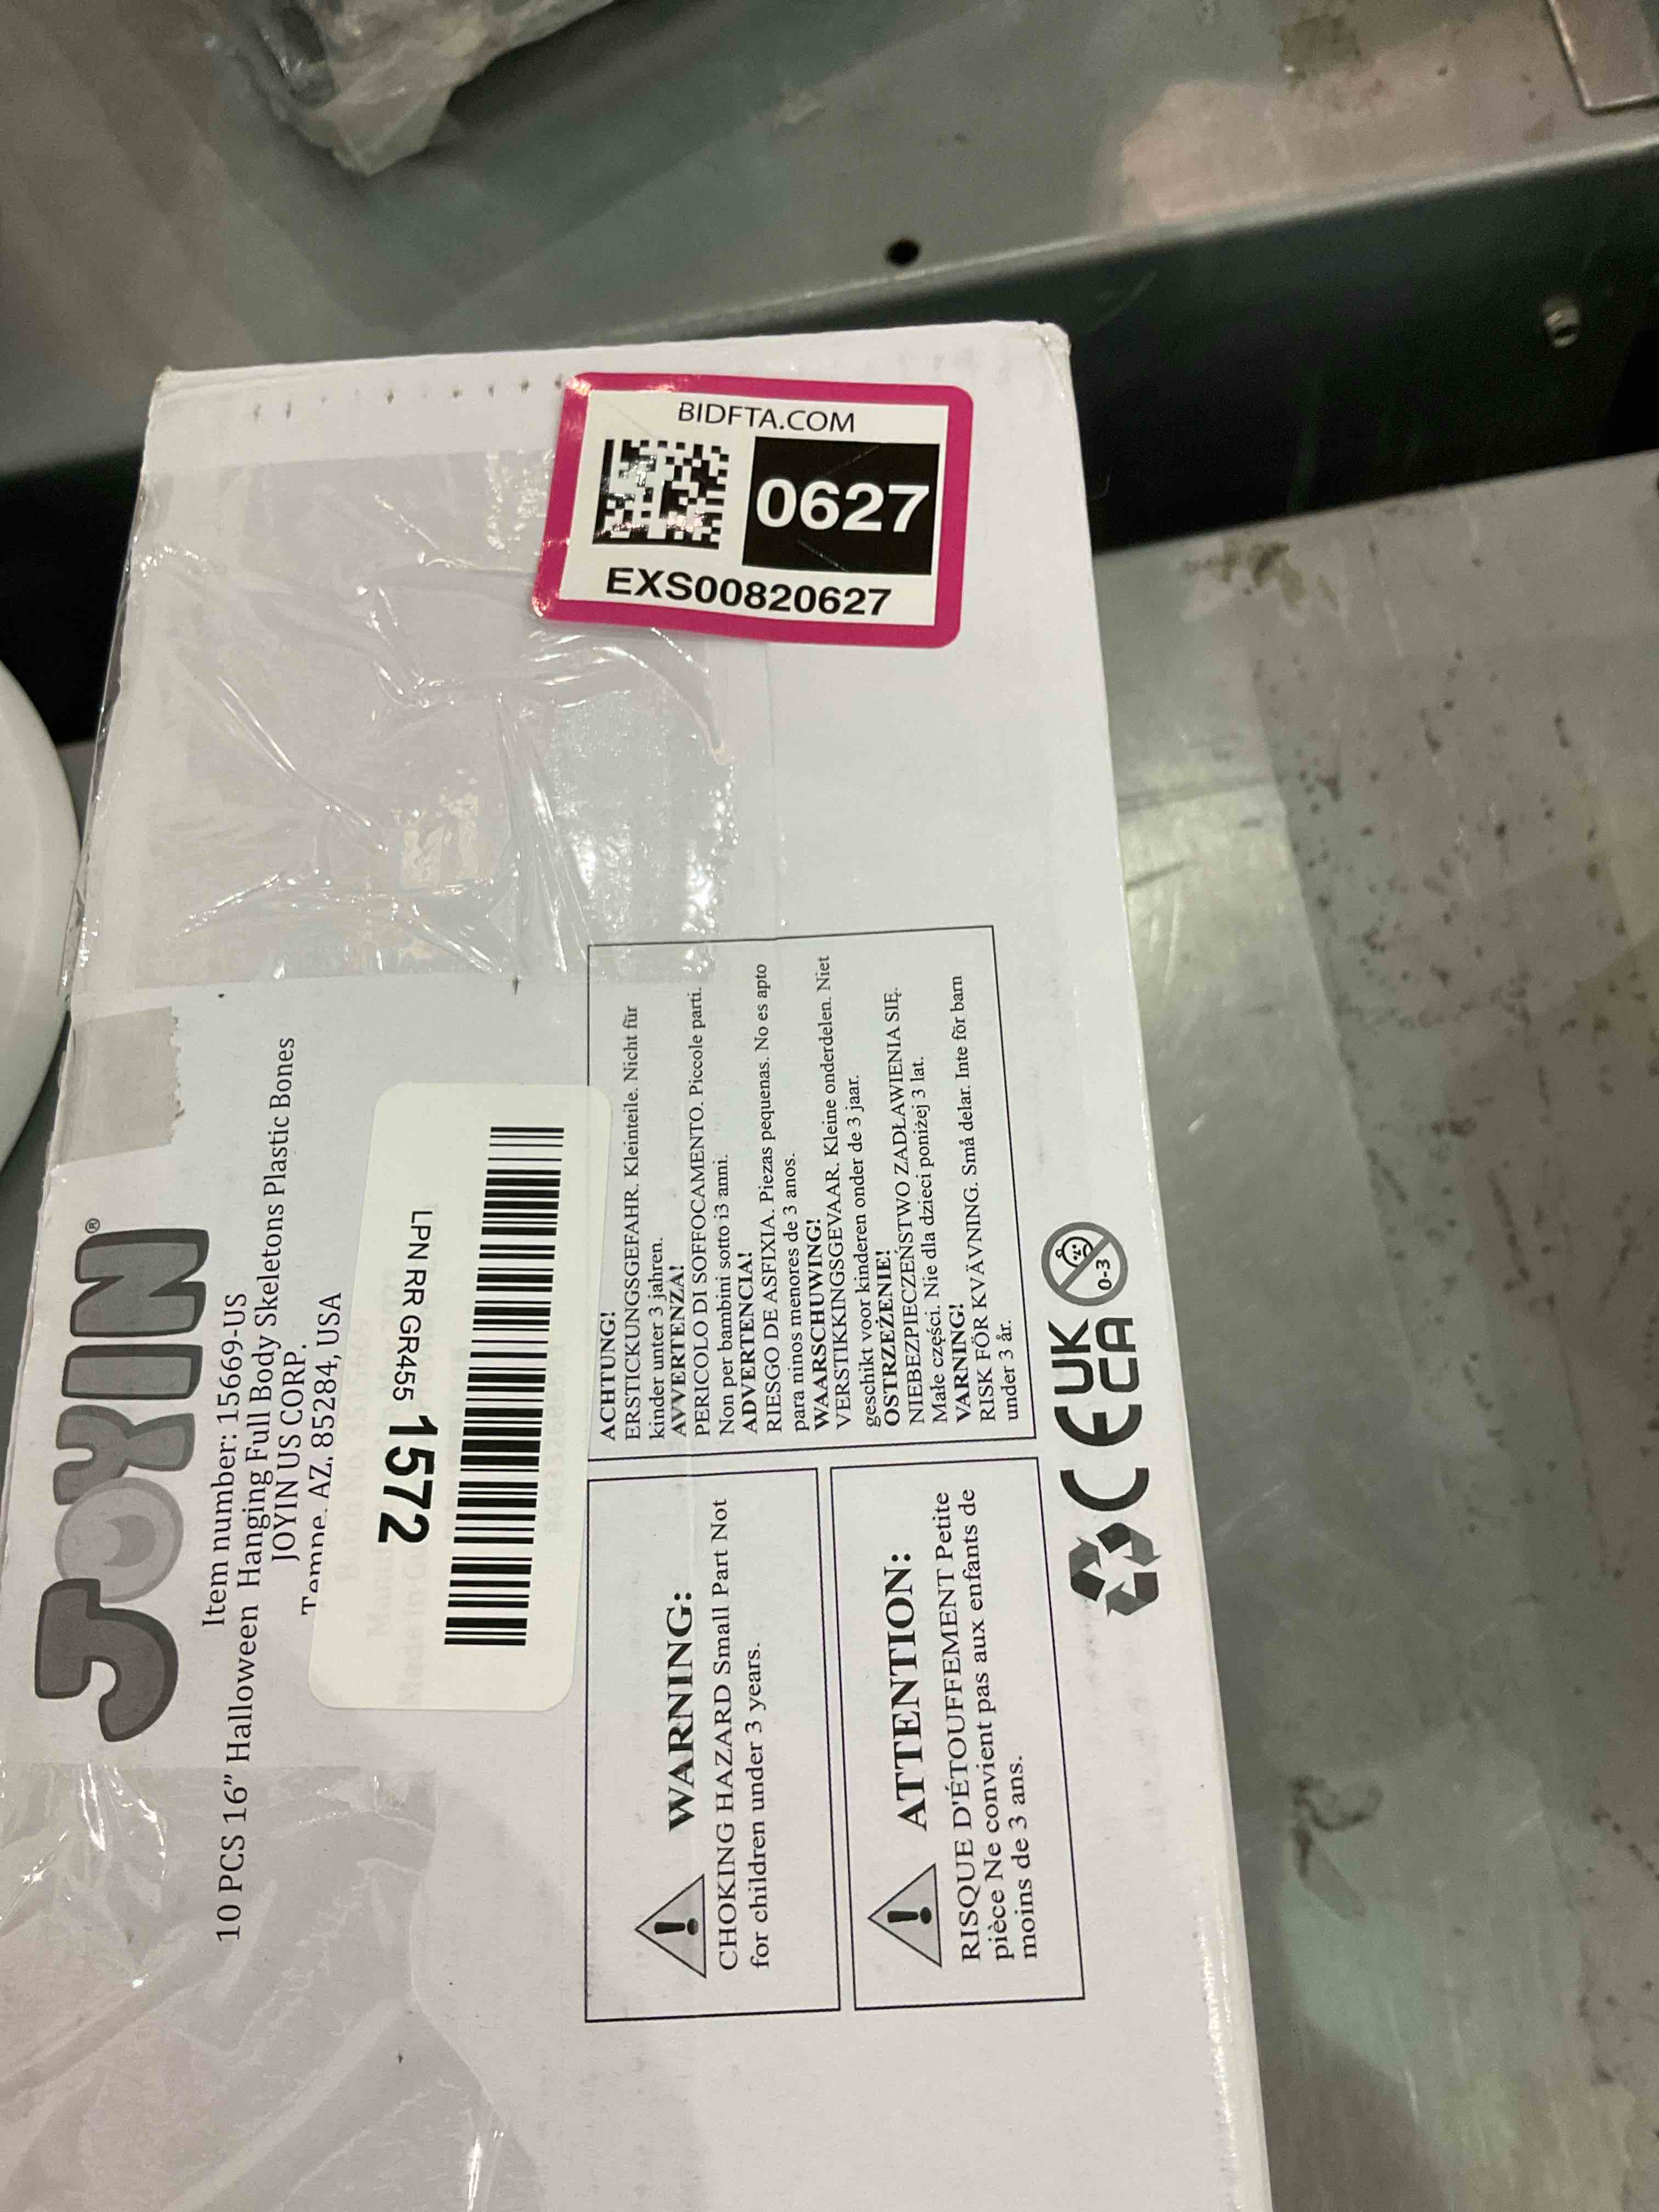 BIDFTA.COM
0627
EXS00820627
JOYIN®
Item number: 15669-US
10 PCS 16” Halloween Hanging Full Body Skeletons Plastic Bones
JOYIN US CORP.
Tempe, AZ, 85284, USA
LPN RR GR455 1572
WARNING:
CHOKING HAZARD Small Part Not
for children under 3 years.
ATTENTION:
RISQUE D'ÉTOUFFEMENT Petite
pièce Ne convient pas aux enfants de
moins de 3 ans.
ACHTUNG!
ERSTICKUNGSGEFAHR. Kleinteile. Nicht für
kinder unter 3 jahren.
AVVERTENZA!
PERICOLO DI SOFFOCAMENTO. Piccole parti.
Non per bambini sotto i3 anni.
ADVERTENCIA!
RIESGO DE ASFIXIA. Piezas pequenas. No es apto
para ninos menores de 3 anos.
WAARSCHUWING!
VERSTIKKINGSGEVAAR. Kleine onderdelen. Niet
geschikt voor kinderen onder de 3 jaar.
OSTRZEŻENIE!
NIEBEZPIECZEŃSTWO ZADŁAWIENIA SIĘ.
Małe części. Nie dla dzieci poniżej 3 lat.
VARNING!
RISK FÖR KVÄVNING. Små delar. Inte för barn
under 3 år.
CE UK CA 0-3